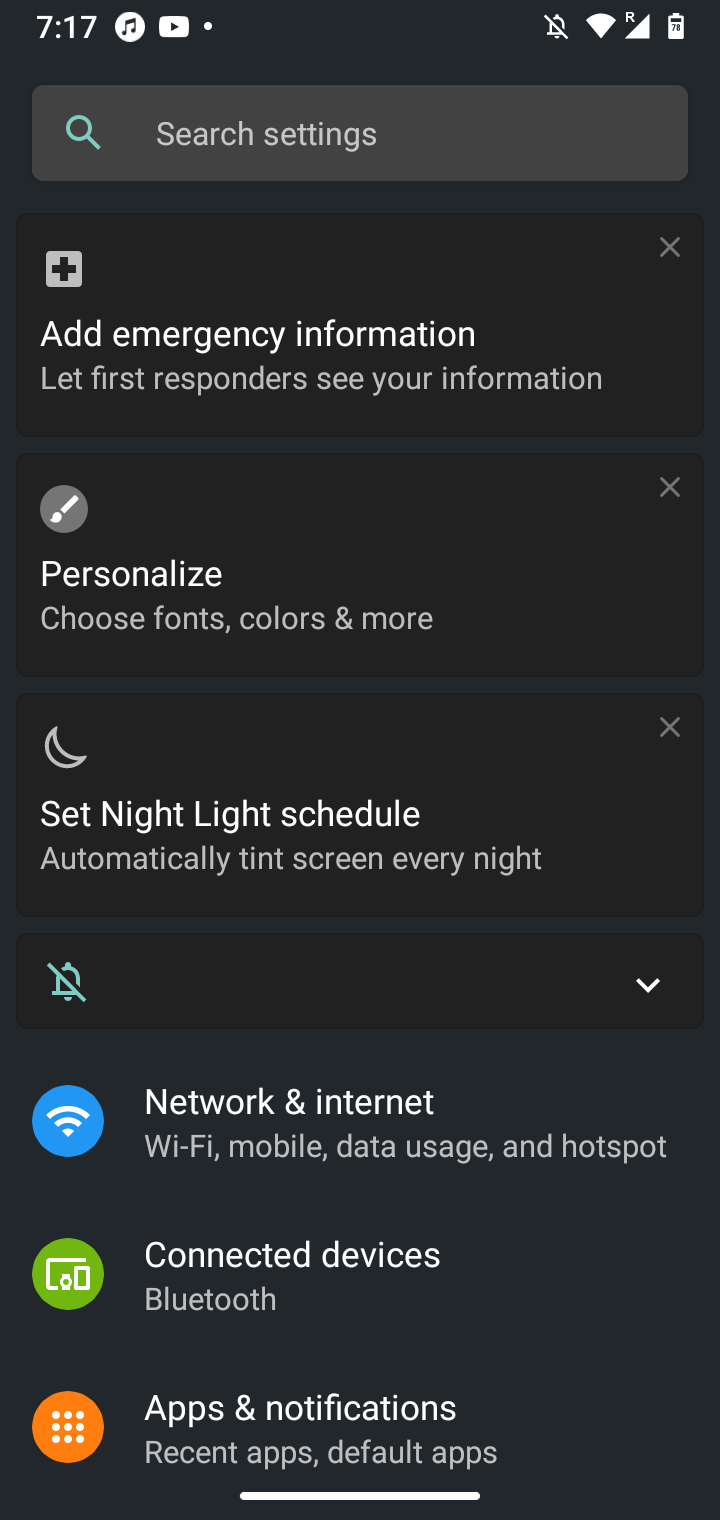 7:17
R
78
Search settings
Add emergency information
Let first responders see your information
Personalize
Choose fonts, colors & more
Set Night Light schedule
Automatically tint screen every night
Network & internet
Wi-Fi, mobile, data usage, and hotspot
Connected devices
Bluetooth
Apps & notifications
Recent apps, default apps